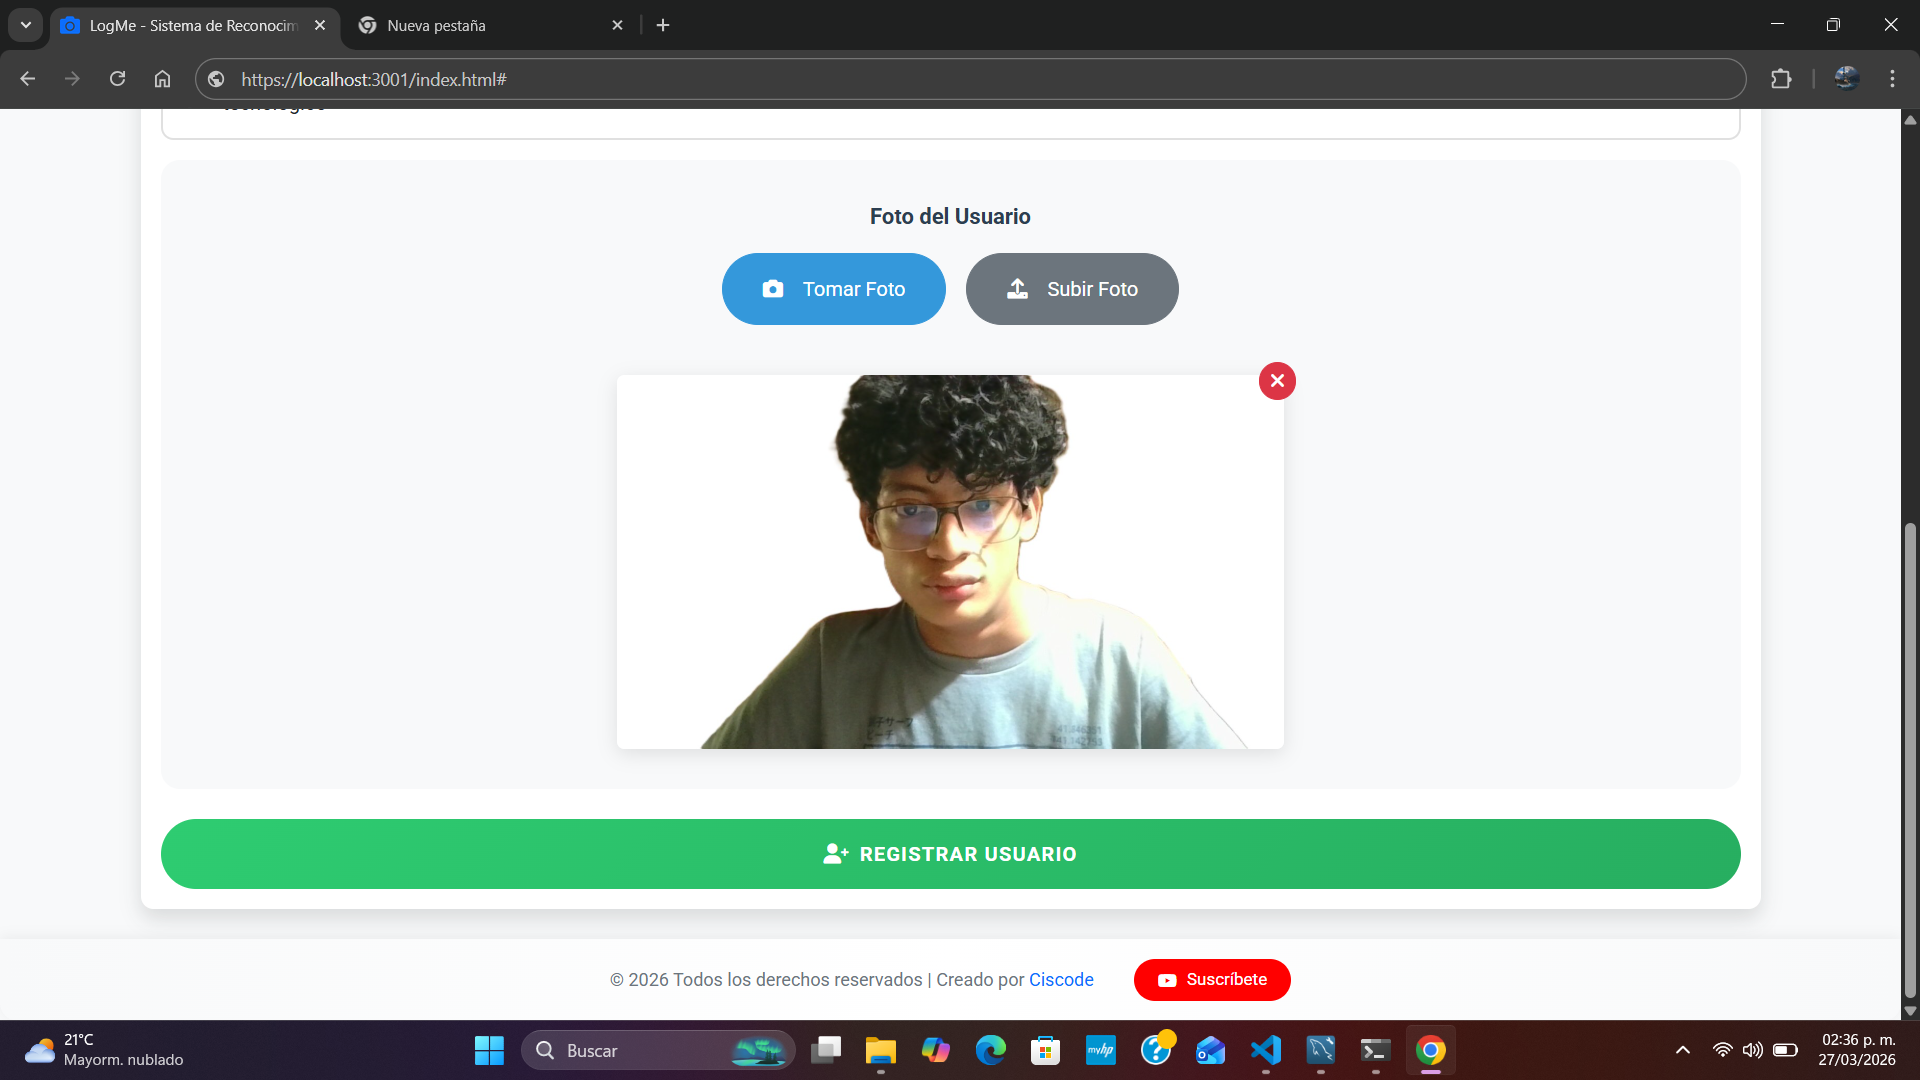 LogMe - Sistema de Reconocim
Nueva pestaña
https://localhost:3001/index.html#
tecnológico
Foto del Usuario
Tomar Foto
Subir Foto
REGISTRAR USUARIO
© 2026 Todos los derechos reservados | Creado por Ciscode
Suscríbete
21°C
Mayorm. nublado
Buscar
myhp
02:36 p. m.
27/03/2026